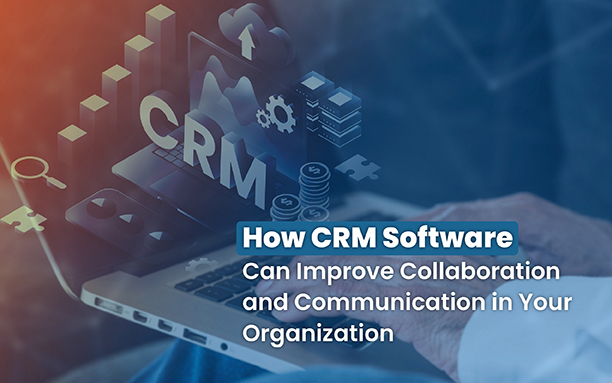 CRM
How CRM Software
Can Improve Collaboration
and Communication in Your
Organization